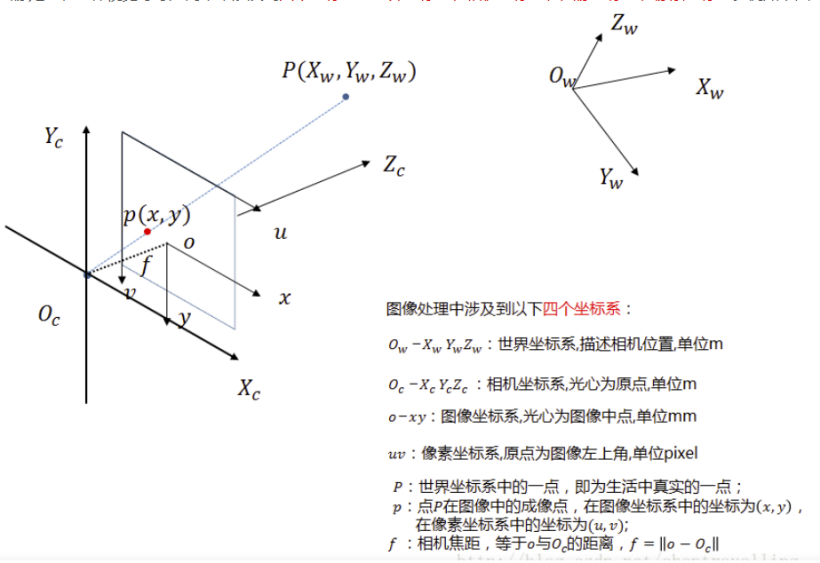 Z_w
P(X_w,Y_w,Z_w)
O_w
X_w
Y_c
Z_c
Y_w
p(x,y)
u
o
f
v
x
O_c
y
X_c
图像处理中涉及到以下四个坐标系：
O_w-X_wY_wZ_w：世界坐标系,描述相机位置,单位m
O_c-X_cY_cZ_c：相机坐标系,光心为原点,单位m
o-xy：图像坐标系,光心为图像中点,单位mm
uv：像素坐标系,原点为图像左上角,单位pixel
P：世界坐标系中的一点，即为生活中真实的一点；
p：点P在图像中的成像点，在图像坐标系中的坐标为(x,y)，
在像素坐标系中的坐标为(u,v);
f：相机焦距，等于o与O_c的距离，f=‖o-O_c‖